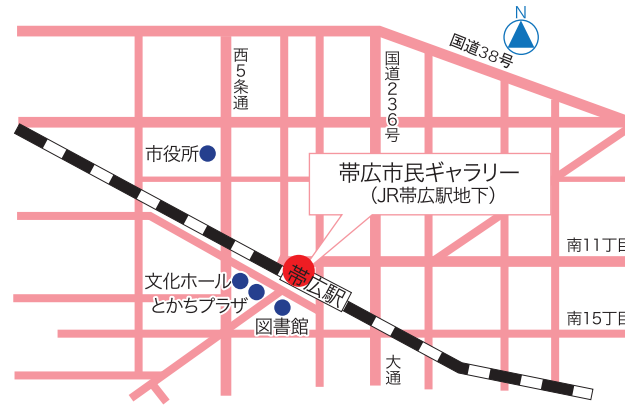 N
国道38号
西5条通
国道236号
市役所
帯広市民ギャラリー
(JR帯広駅地下)
南11丁目
帯広駅
文化ホール
とかちプラザ
図書館
南15丁目
大通